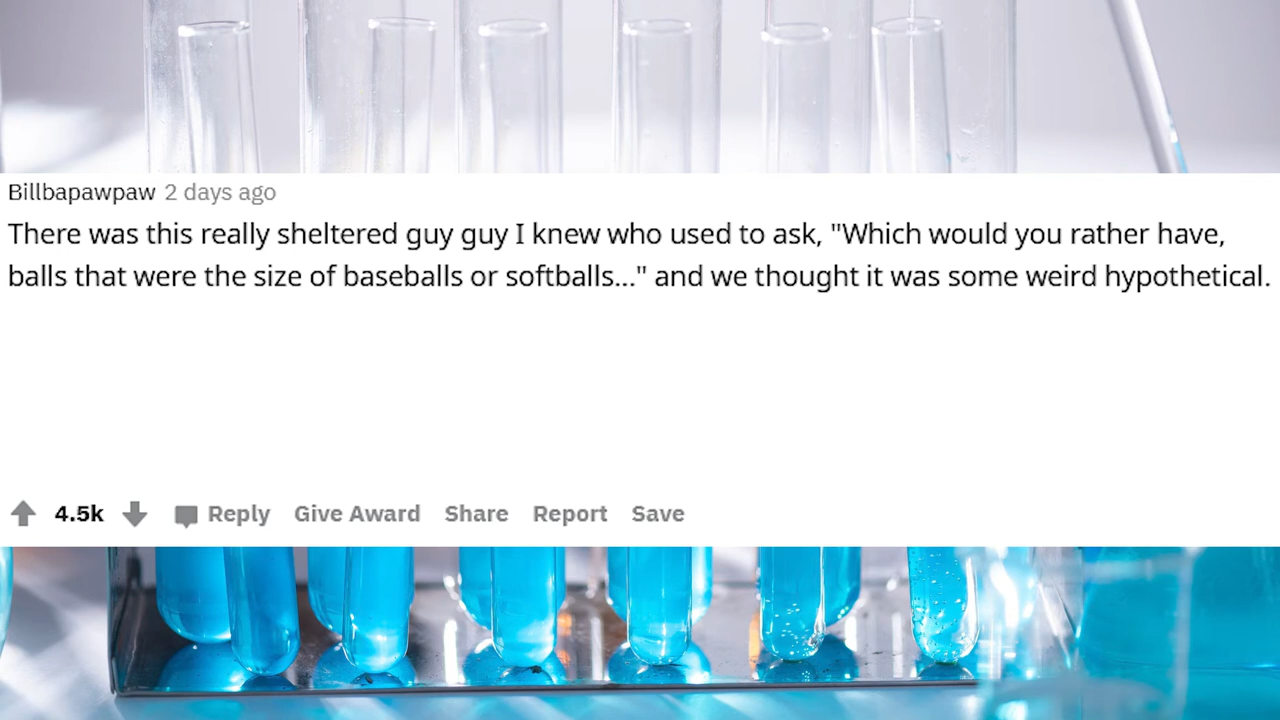 Billbapawpaw 2 days ago
There was this really sheltered guy guy I knew who used to ask, "Which would you rather have,
balls that were the size of baseballs or softballs..." and we thought it was some weird hypothetical.
4.5k Reply Give Award Share Report Save